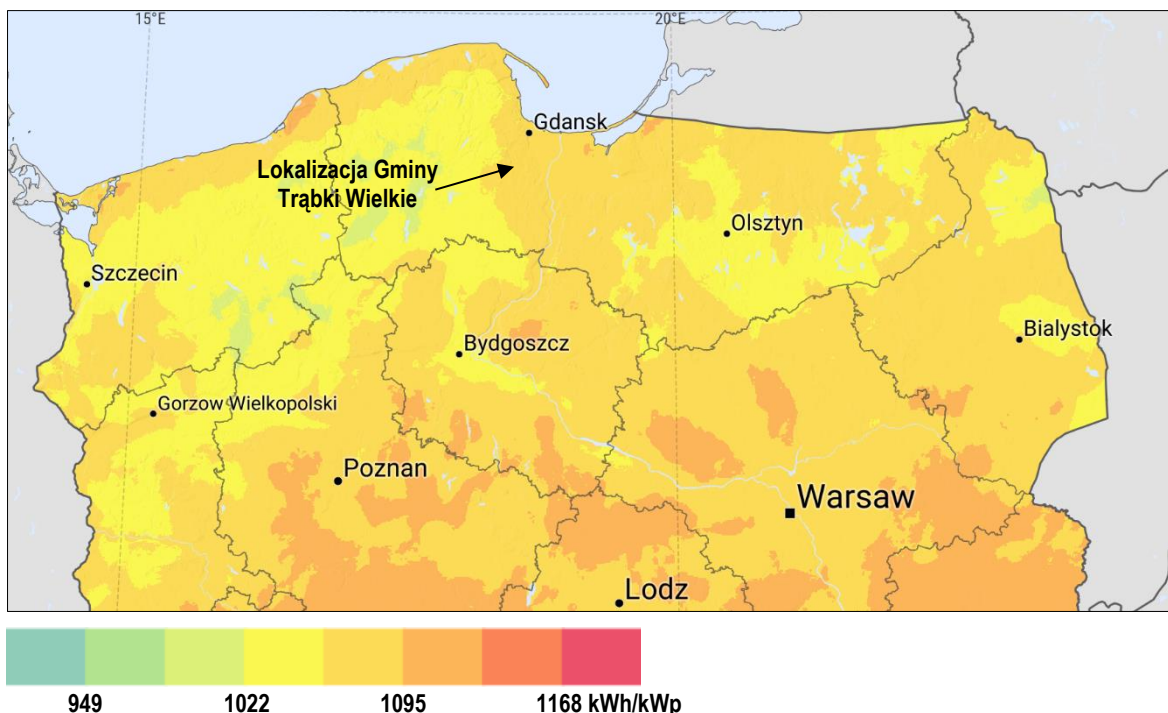 15°E
20°E
Gdansk
Lokalizacja Gminy
Trąbki Wielkie
Olsztyn
Szczecin
Bialystok
Bydgoszcz
Gorzow Wielkopolski
Poznan
Warsaw
Lodz
949
1022
1095
1168 kWh/kWp